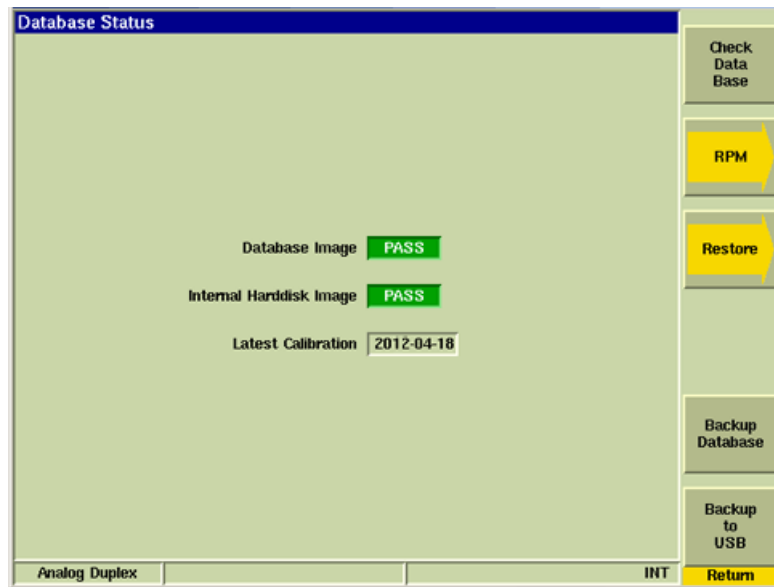 Database Status
Check
Data
Base
RPM
Restore
Database Image PASS
Internal Harddisk Image PASS
Latest Calibration 2012-04-18
Backup
Database
Backup
to
USB
Analog Duplex INT Return